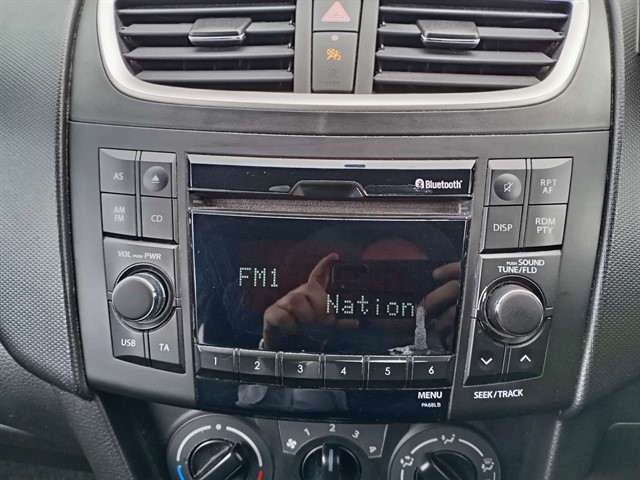 Bluetooth
AS
RPT
AF
AM
FM
CD
DISP
RDM
PTY
VOL PUSH PWR
PUSH SOUND
TUNE/FLD
FM1
Nation
USB
TA
1 2 3 4 5 6
MENU
PA68LB
SEEK/TRACK
1 2 3